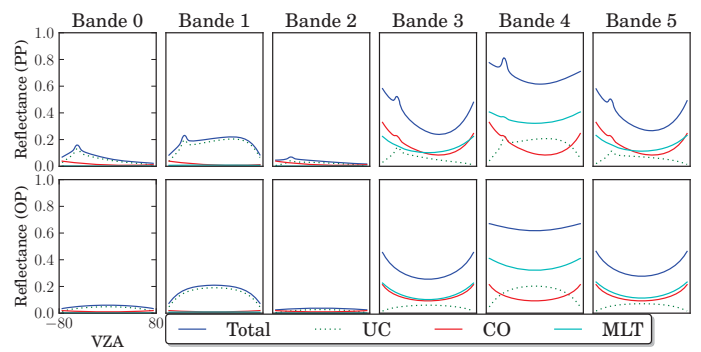 Bande 0 Bande 1 Bande 2 Bande 3 Bande 4 Bande 5
Reflectance (PP)
1.0
0.8
0.6
0.4
0.2
0.0
Reflectance (OP)
1.0
0.8
0.6
0.4
0.2
0.0
−80 80
VZA
Total UC CO MLT